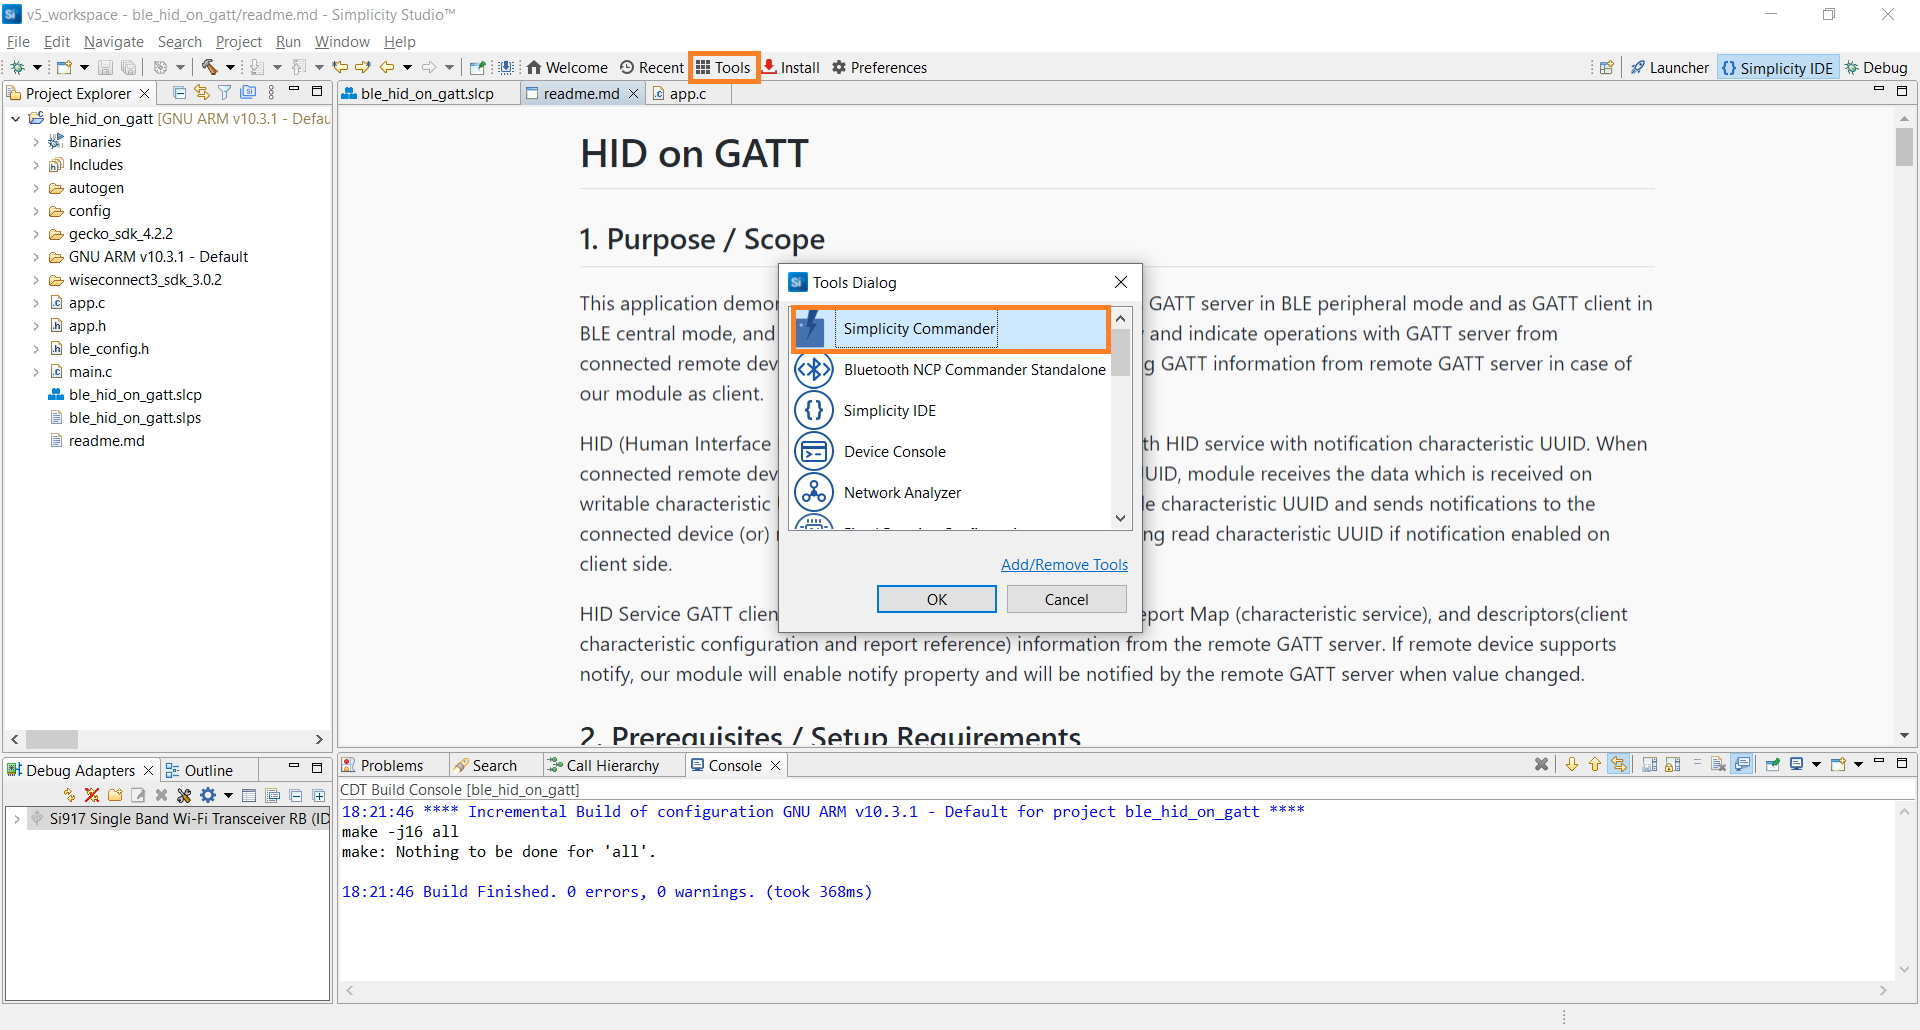 v5_workspace - ble_hid_on_gatt/readme.md - Simplicity Studio™
File Edit Navigate Search Project Run Window Help
Welcome Recent Tools Install Preferences Launcher Simplicity IDE Debug
Project Explorer
ble_hid_on_gatt [GNU ARM v10.3.1 - Defau
Binaries
Includes
autogen
config
gecko_sdk_4.2.2
GNU ARM v10.3.1 - Default
wiseconnect3_sdk_3.0.2
app.c
app.h
ble_config.h
main.c
ble_hid_on_gatt.slcp
ble_hid_on_gatt.slps
readme.md
ble_hid_on_gatt.slcp readme.md app.c
HID on GATT
1. Purpose / Scope
This application demon GATT server in BLE peripheral mode and as GATT client in
BLE central mode, and and indicate operations with GATT server from
connected remote dev g GATT information from remote GATT server in case of
our module as client.
HID (Human Interface th HID service with notification characteristic UUID. When
connected remote dev UID, module receives the data which is received on
writable characteristic le characteristic UUID and sends notifications to the
connected device (or) ng read characteristic UUID if notification enabled on
client side.
HID Service GATT clien port Map (characteristic service), and descriptors(client
characteristic configuration and report reference) information from the remote GATT server. If remote device supports
notify, our module will enable notify property and will be notified by the remote GATT server when value changed.
2. Prerequisites / Setup Requirements
Tools Dialog
Simplicity Commander
Bluetooth NCP Commander Standalone
Simplicity IDE
Device Console
Network Analyzer
Add/Remove Tools
OK Cancel
Debug Adapters Outline
Si917 Single Band Wi-Fi Transceiver RB (ID
Problems Search Call Hierarchy Console
CDT Build Console [ble_hid_on_gatt]
18:21:46 **** Incremental Build of configuration GNU ARM v10.3.1 - Default for project ble_hid_on_gatt ****
make -j16 all
make: Nothing to be done for 'all'.
18:21:46 Build Finished. 0 errors, 0 warnings. (took 368ms)